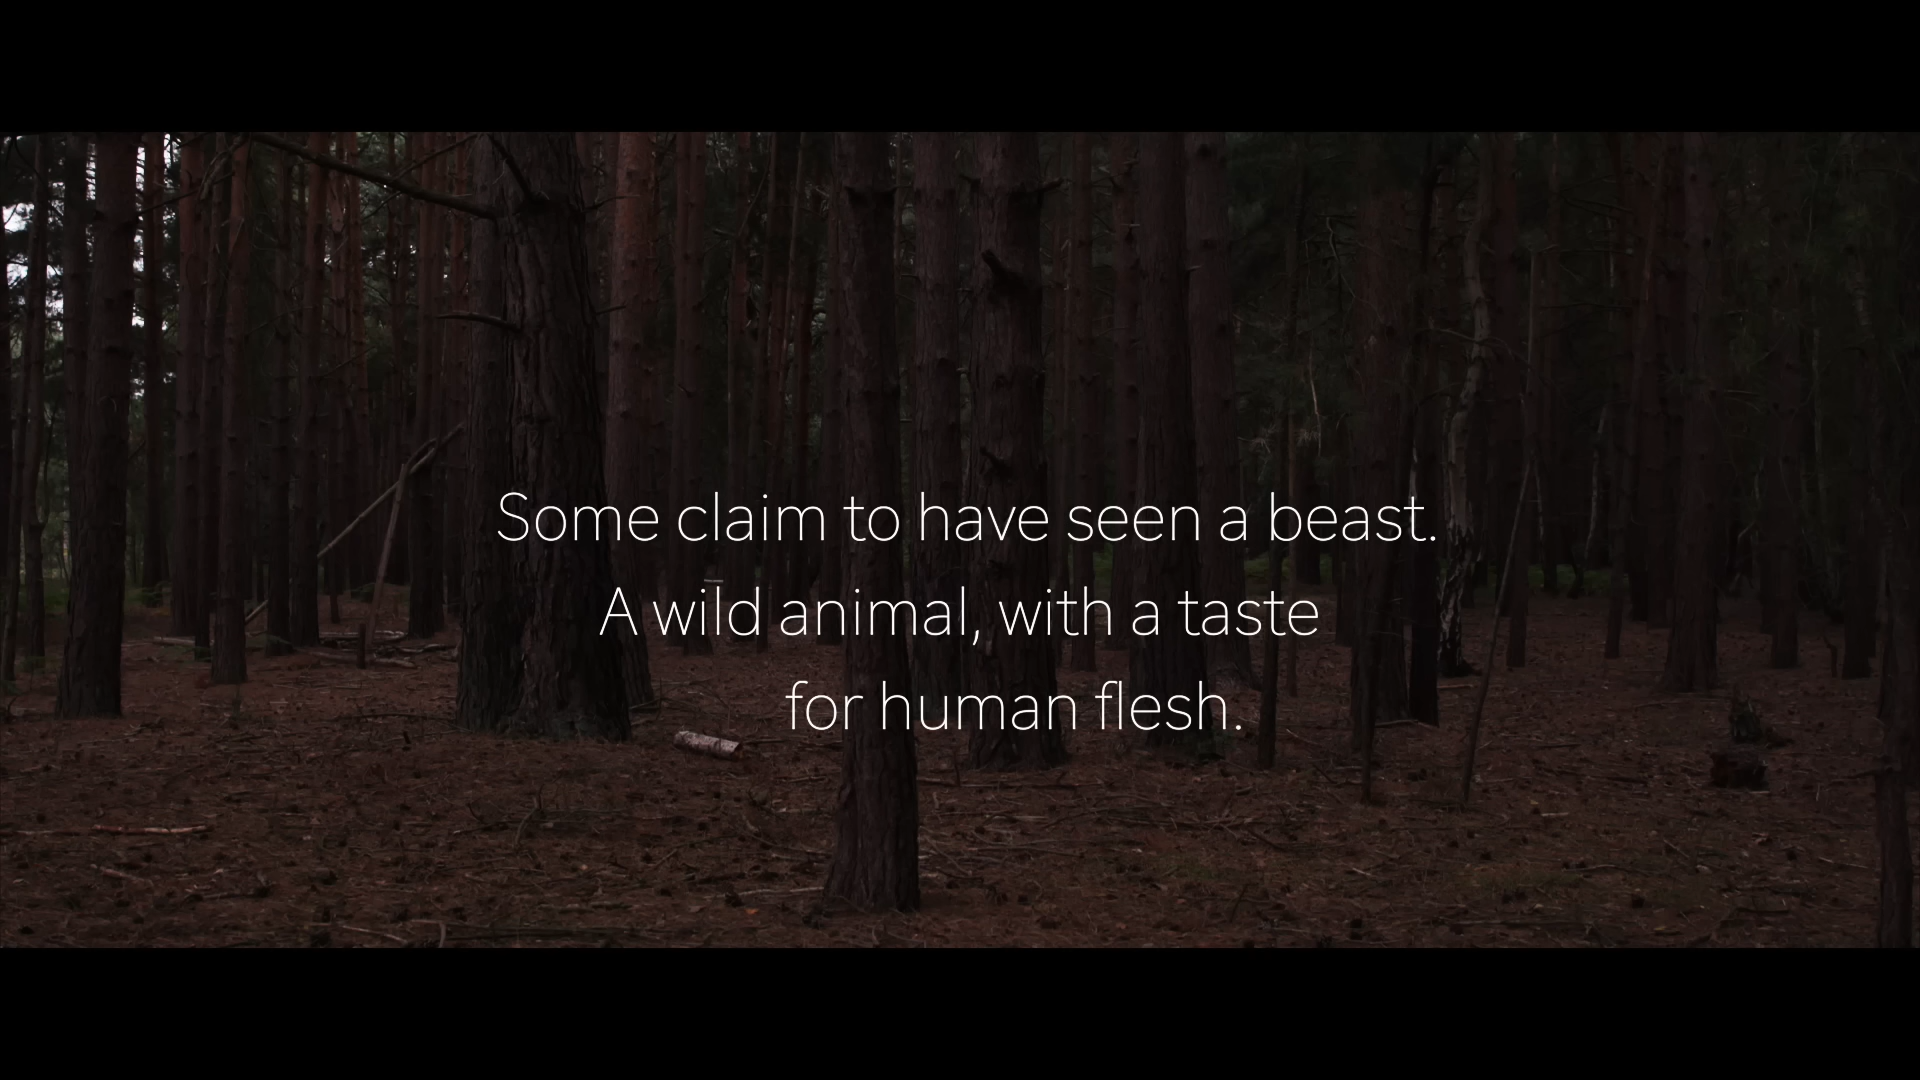 Some claim to have seen a beast.
A wild animal, with a taste
for human flesh.